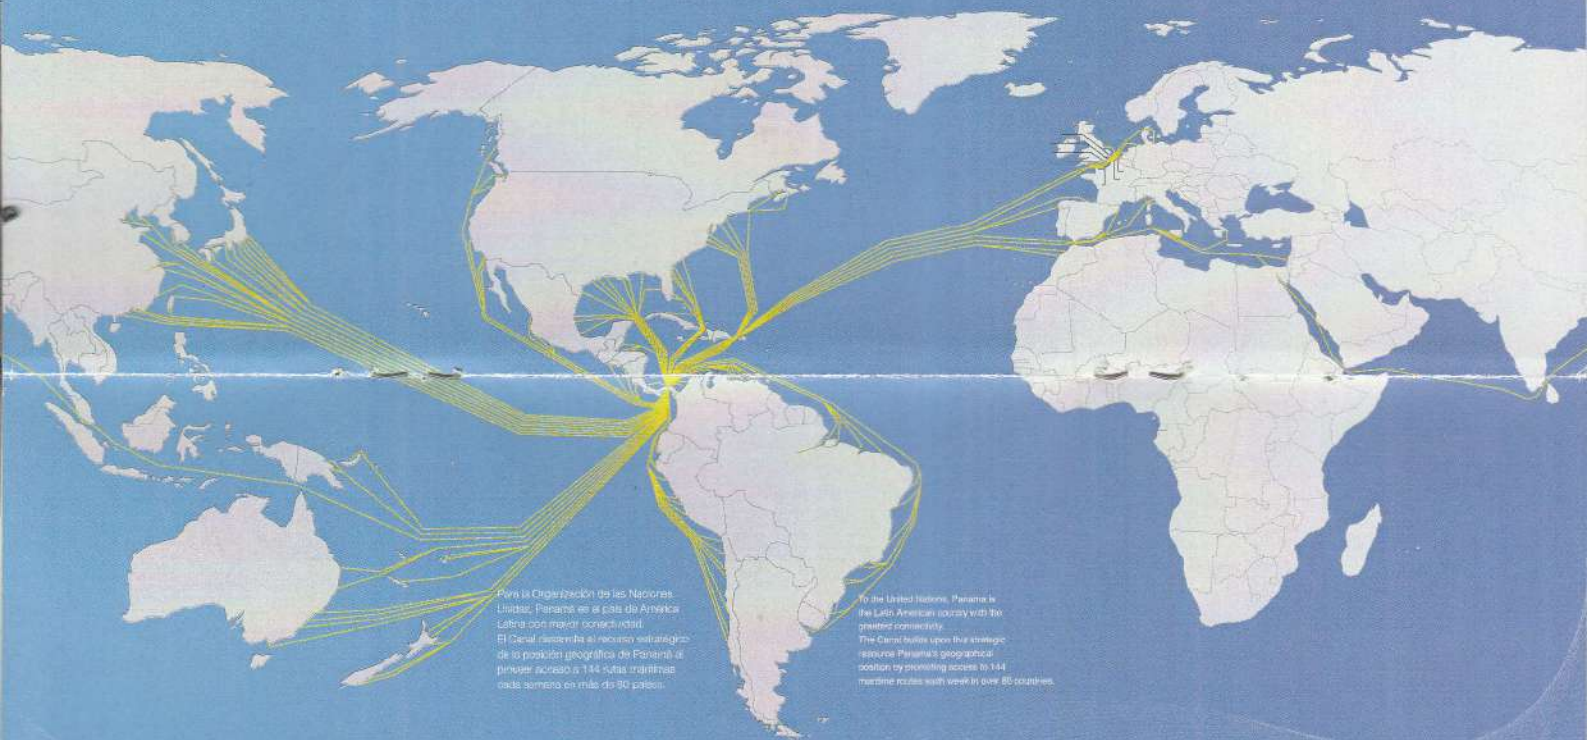 Para la Organización de las Naciones
Unidas, Panamá es el país de América
Latina con mayor conectividad.
El Canal desarrolla el recurso estratégico
de la posición geográfica de Panamá al
proveer acceso a 144 rutas marítimas
cada semana en más de 80 países.
To the United Nations, Panama is
the Latin American country with the
greatest connectivity.
The Canal builds upon that strategic
resource Panama's geographical
position by promoting access to 144
maritime routes each week in over 80 countries.